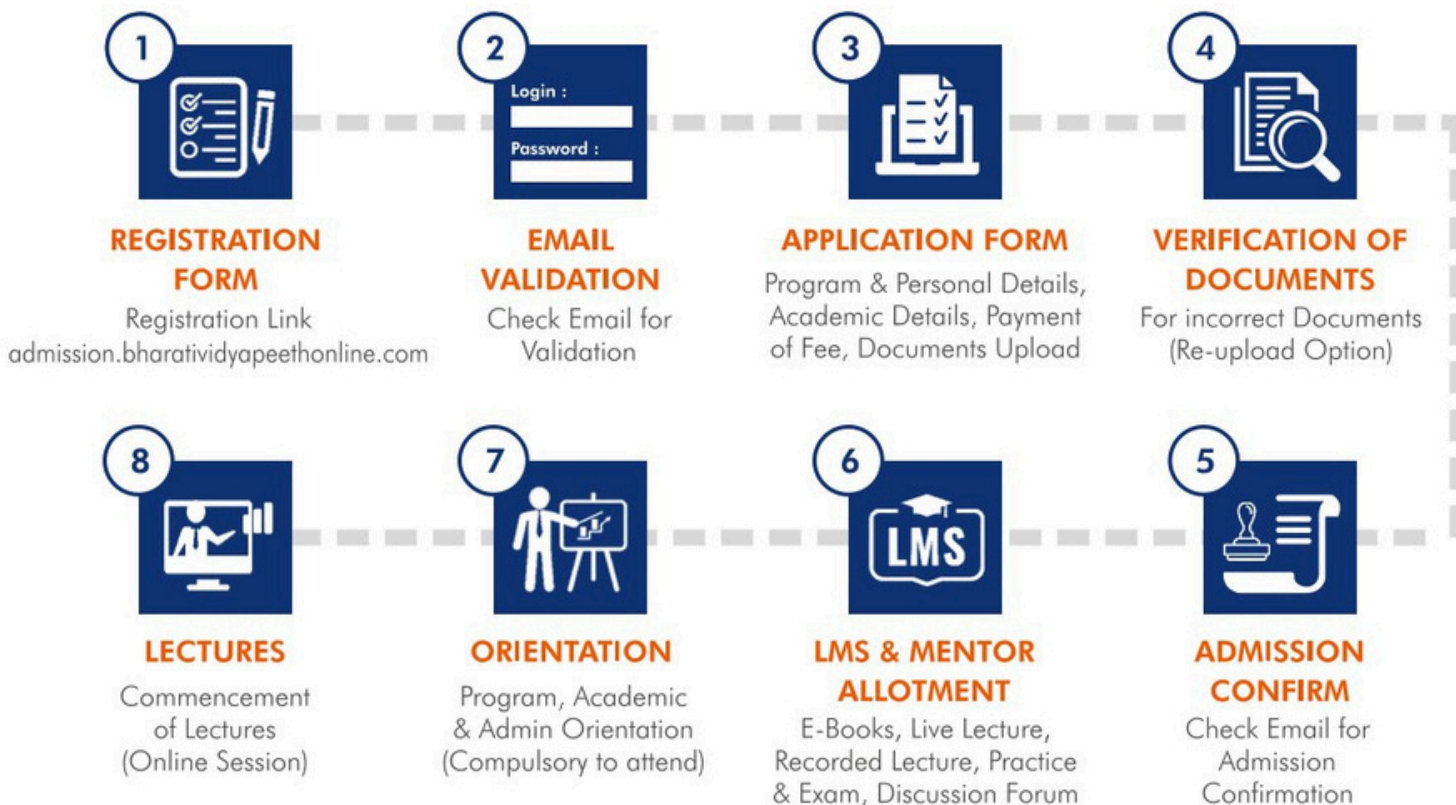 1
REGISTRATION
FORM
Registration Link
admission.bharatividyapeethonline.com
2
Login :
Password :
EMAIL
VALIDATION
Check Email for
Validation
3
APPLICATION FORM
Program & Personal Details,
Academic Details, Payment
of Fee, Documents Upload
4
VERIFICATION OF
DOCUMENTS
For incorrect Documents
(Re-upload Option)
5
ADMISSION
CONFIRM
Check Email for
Admission
Confirmation
6
LMS
LMS & MENTOR
ALLOTMENT
E-Books, Live Lecture,
Recorded Lecture, Practice
& Exam, Discussion Forum
7
ORIENTATION
Program, Academic
& Admin Orientation
(Compulsory to attend)
8
LECTURES
Commencement
of Lectures
(Online Session)